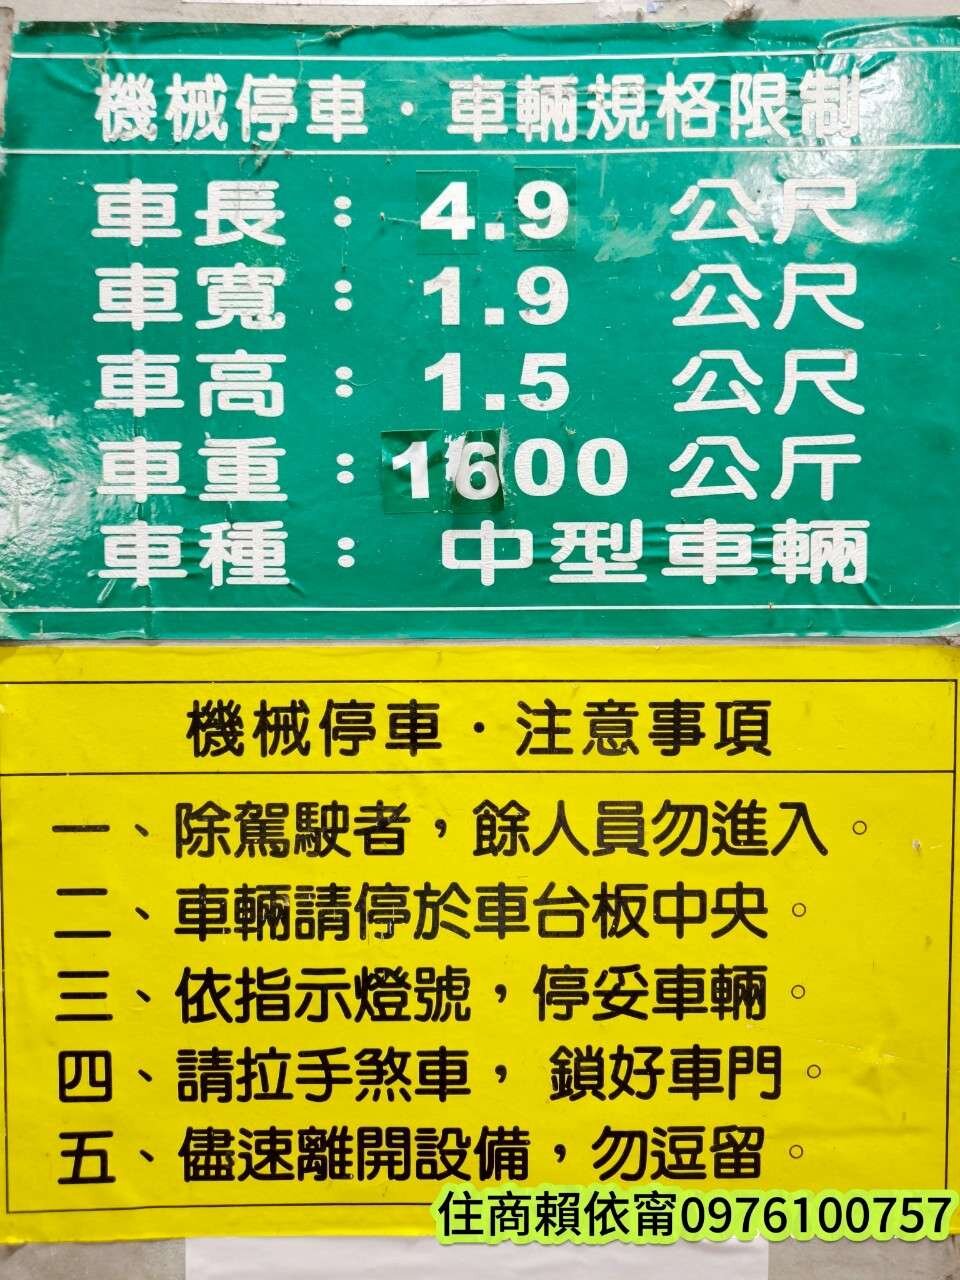 機械停車・車輛規格限制
車長：4.9 公尺
車寬：1.9 公尺
車高：1.5 公尺
車重：1600 公斤
車種：中型車輛
機械停車・注意事項
一、除駕駛者，餘人員勿進入。
二、車輛請停於車台板中央。
三、依指示燈號，停妥車輛。
四、請拉手煞車，鎖好車門。
五、儘速離開設備，勿逗留。
住商賴依甯0976100757